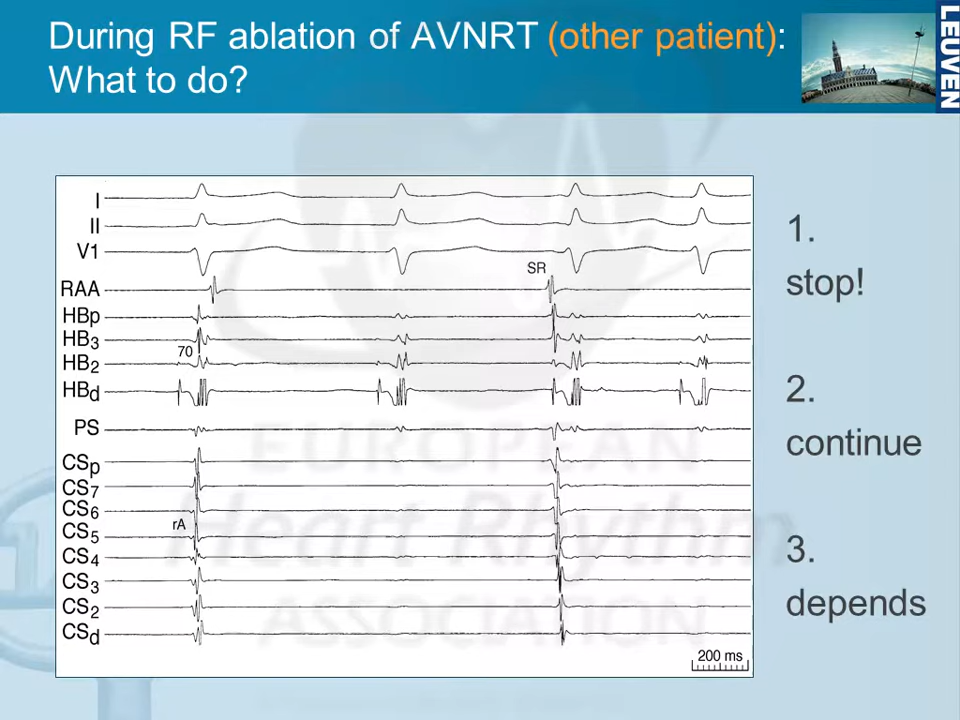 During RF ablation of AVNRT (other patient):
What to do?
LEUVEN
I
II
V1
RAA
SR
HBp
HB3
70
HB2
HBd
PS
CSp
CS7
CS6
rA
CS5
CS4
CS3
CS2
CSd
200 ms
1.
stop!
2.
continue
3.
depends
EUROPEAN
Heart Rhythm
ASSOCIATION